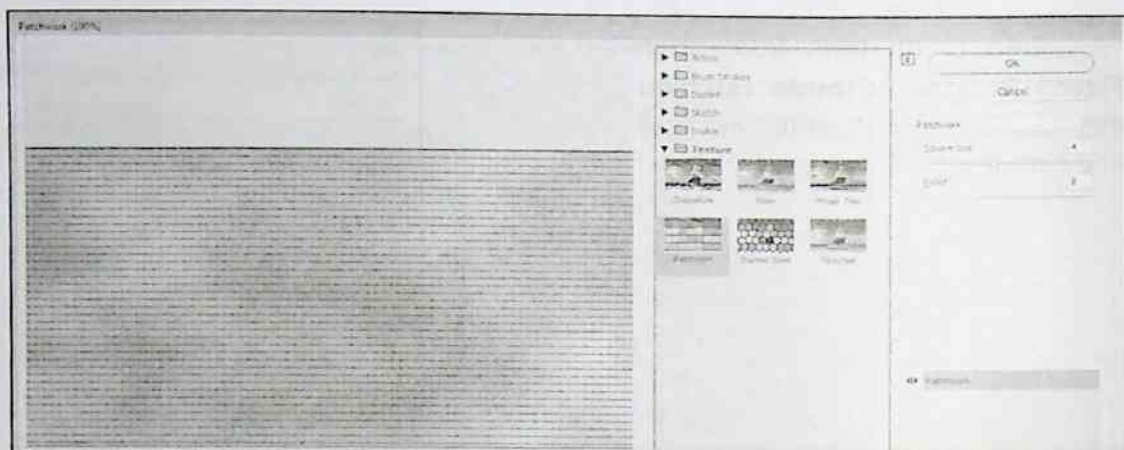 Patchwork (100%)
Artistic
Brush Strokes
Distort
Sketch
Stylize
Texture
Craquelure
Grain
Mosaic Tiles
Patchwork
Stained Glass
Texturizer
OK
Cancel
Patchwork
Square Size 4
Relief
Patchwork